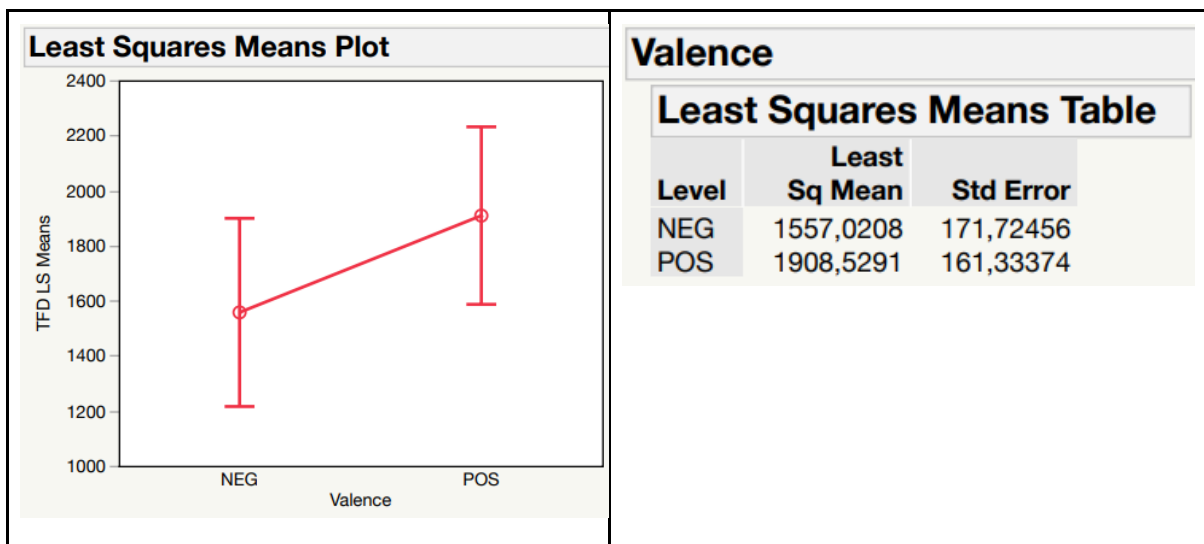 Least Squares Means Plot
2400
2200
2000
1800
1600
1400
1200
1000
TFD LS Means
NEG POS
Valence
Valence
Least Squares Means Table
Least
Level Sq Mean Std Error
NEG 1557,0208 171,72456
POS 1908,5291 161,33374